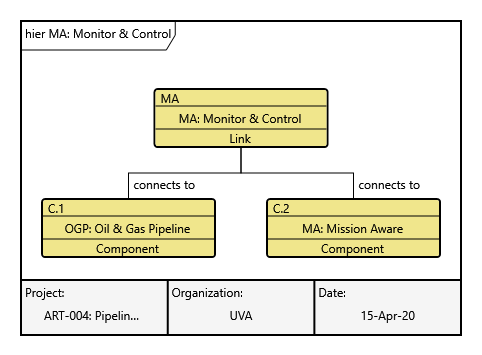 hier MA: Monitor & Control
MA
MA: Monitor & Control
Link
connects to
connects to
C.1
OGP: Oil & Gas Pipeline
Component
C.2
MA: Mission Aware
Component
Project:
ART-004: Pipelin...
Organization:
UVA
Date:
15-Apr-20